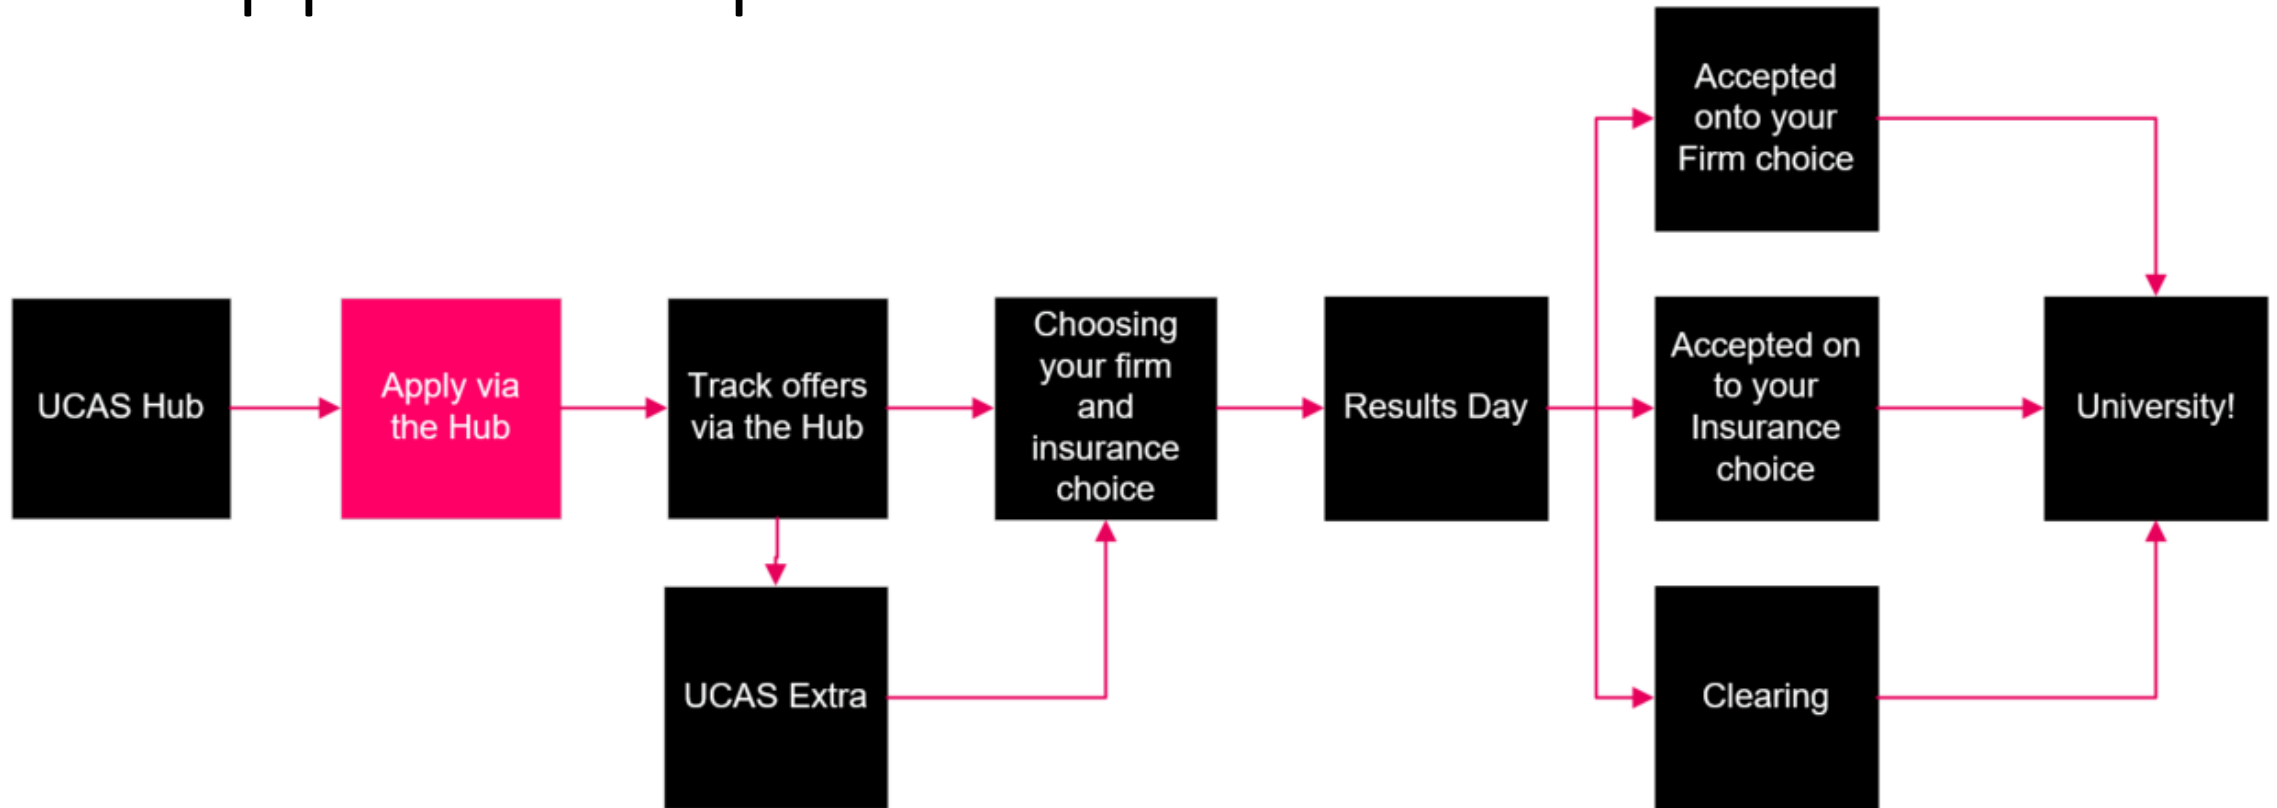 UCAS Hub
Apply via
the Hub
Track offers
via the Hub
UCAS Extra
Choosing
your firm
and
insurance
choice
Results Day
Accepted
onto your
Firm choice
Accepted on
to your
Insurance
choice
Clearing
University!